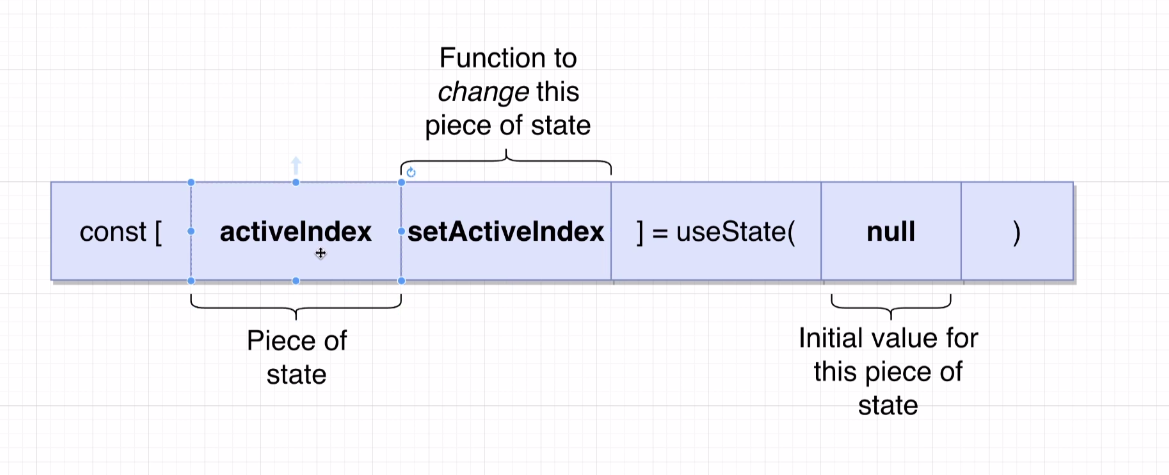 Function to
change this
piece of state
const [ activeIndex setActiveIndex ] = useState( null )
Piece of
state
Initial value for
this piece of
state